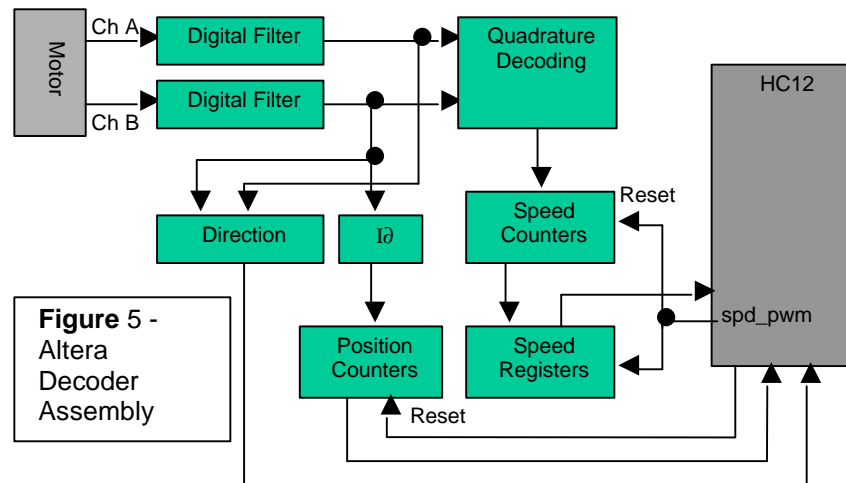 Ch A
Digital Filter
Quadrature
Decoding
Motor
HC12
Digital Filter
Ch B
Reset
Speed
Counters
Direction
I∂
Figure 5 -
Altera
Decoder
Assembly
spd_pwm
Position
Counters
Speed
Registers
Reset